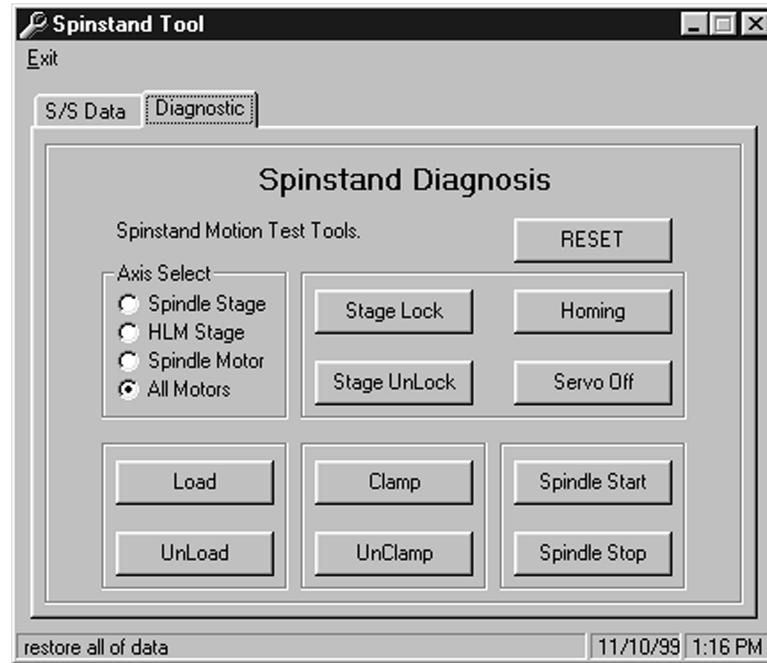 Spinstand Tool
Exit
S/S Data
Diagnostic
Spinstand Diagnosis
Spinstand Motion Test Tools.
RESET
Axis Select
Spindle Stage
HLM Stage
Spindle Motor
All Motors
Stage Lock
Homing
Stage UnLock
Servo Off
Load
Clamp
Spindle Start
UnLoad
UnClamp
Spindle Stop
restore all of data
11/10/99
1:16 PM